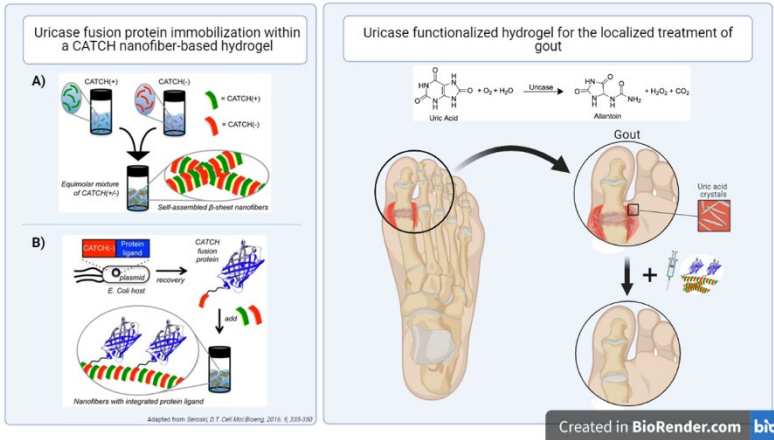 Uricase fusion protein immobilization within
a CATCH nanofiber-based hydrogel
A)
CATCH(+)
CATCH(-)
= CATCH(+)
= CATCH(-)
Equimolar mixture
of CATCH(+/-)
Self-assembled β-sheet nanofibers
B)
CATCH(-)
Protein
ligand
plasmid
E. Coli host
recovery
CATCH
fusion
protein
add
Nanofibers with integrated protein ligand
Adapted from Seroski, D.T. Cell Mol Bioeng, 2016. 9, 335-350
Uricase functionalized hydrogel for the localized treatment of
gout
Uric Acid
+ O₂ + H₂O
Uricase
Allantoin
+ H₂O₂ + CO₂
O
HN
O
N
H
H
N
O
N
H
O
HN
O
N
H
H
N
O
NH₂
Gout
Uric acid
crystals
+
Created in BioRender.com
bio